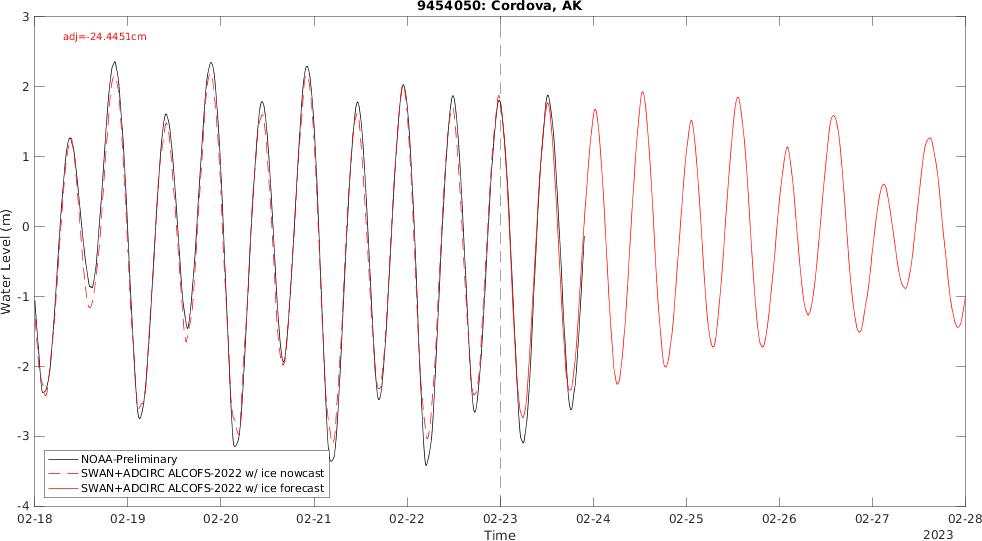 9454050: Cordova, AK
adj=-24.4451cm
3
2
1
0
-1
-2
-3
-4
Water Level (m)
NOAA-Preliminary
SWAN+ADCIRC ALCOFS-2022 w/ ice nowcast
SWAN+ADCIRC ALCOFS-2022 w/ ice forecast
02-18 02-19 02-20 02-21 02-22 02-23 02-24 02-25 02-26 02-27 02-28
Time
2023